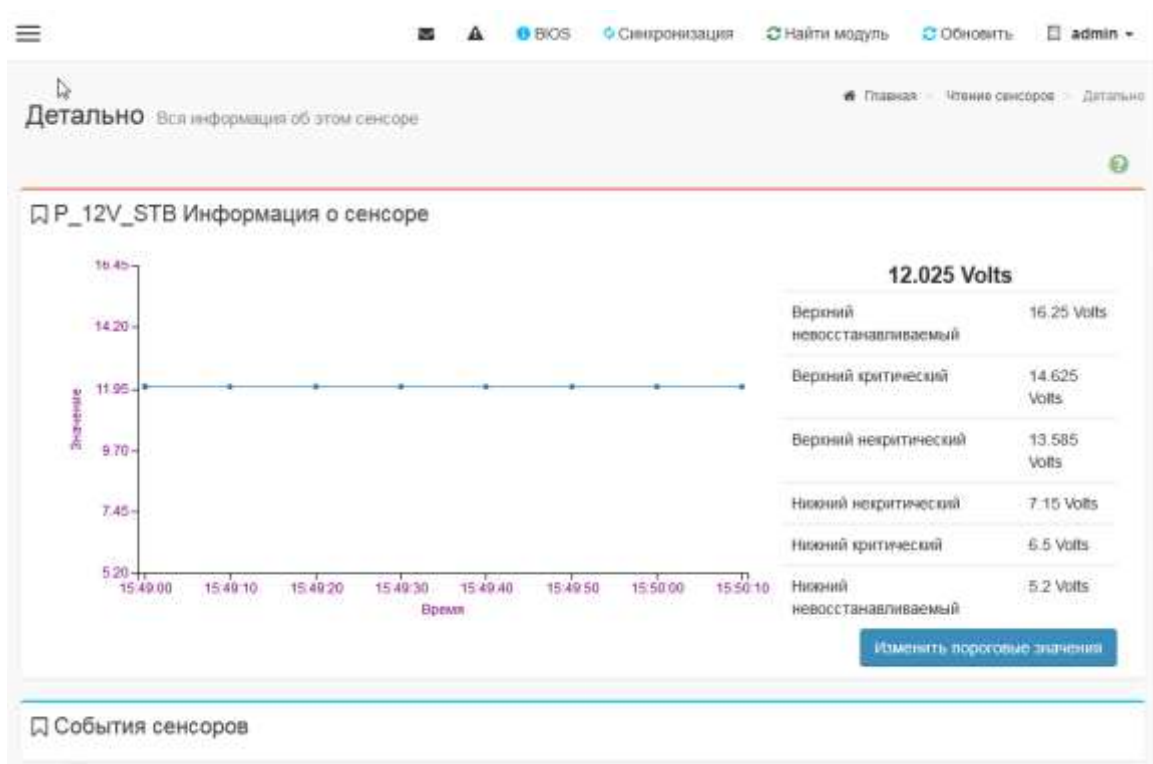 BIOS Синхронизация Найти модуль Обновить admin
Главная Чтение сенсоров Детально
Детально Вся информация об этом сенсоре
P_12V_STB Информация о сенсоре
16.45
14.20
11.95
9.70
7.45
5.20
Значение
15:49:00 15:49:10 15:49:20 15:49:30 15:49:40 15:49:50 15:50:00 15:50:10
Время
12.025 Volts
Верхний невосстанавливаемый 16.25 Volts
Верхний критический 14.625 Volts
Верхний некритический 13.585 Volts
Нижний некритический 7.15 Volts
Нижний критический 6.5 Volts
Нижний невосстанавливаемый 5.2 Volts
Изменить пороговые значения
События сенсоров